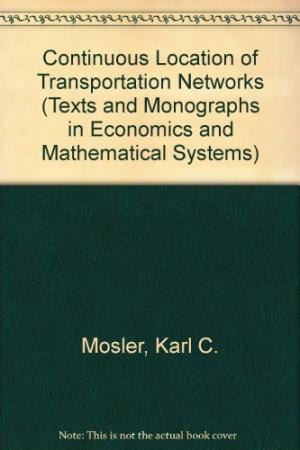 Continuous Location of
Transportation Networks
(Texts and Monographs
in Economics and
Mathematical Systems)
Mosler, Karl C.
Note: This is not the actual book cover